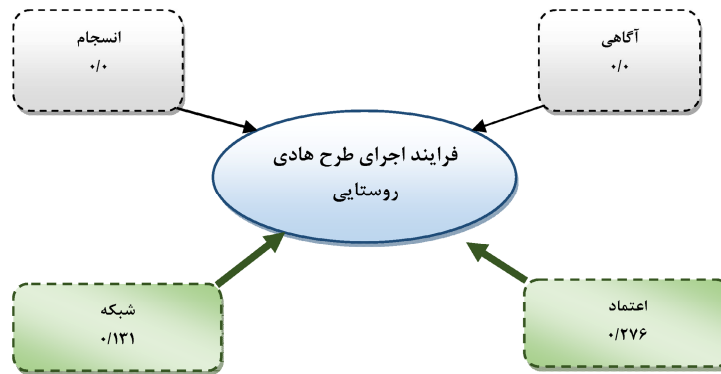 آگاهی
۰/۰
انسجام
۰/۰
فرایند اجرای طرح هادی
روستایی
اعتماد
۰/۲۷۶
شبکه
۰/۱۳۱